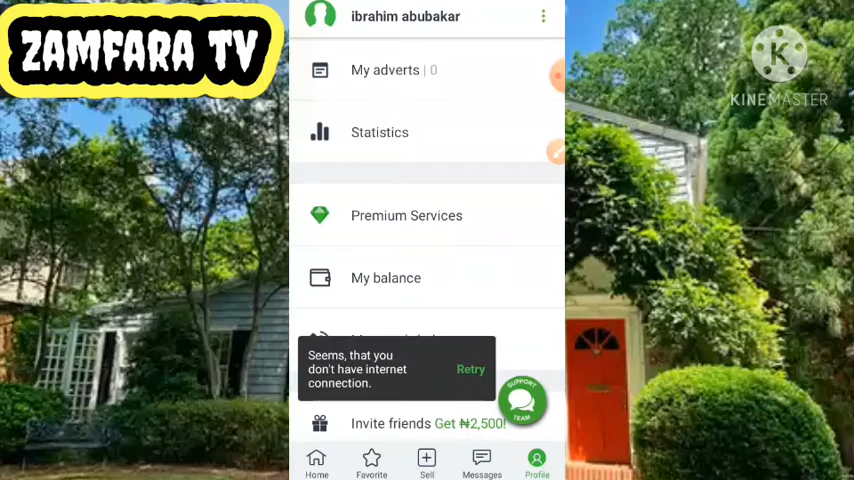 ZAMFARA TV
KINEMASTER
ibrahim abubakar
My adverts | 0
Statistics
Premium Services
My balance
Seems, that you
don't have internet
connection.
Retry
SUPPORT
TEAM
Invite friends Get ₦2,500!
Home
Favorite
Sell
Messages
Profile